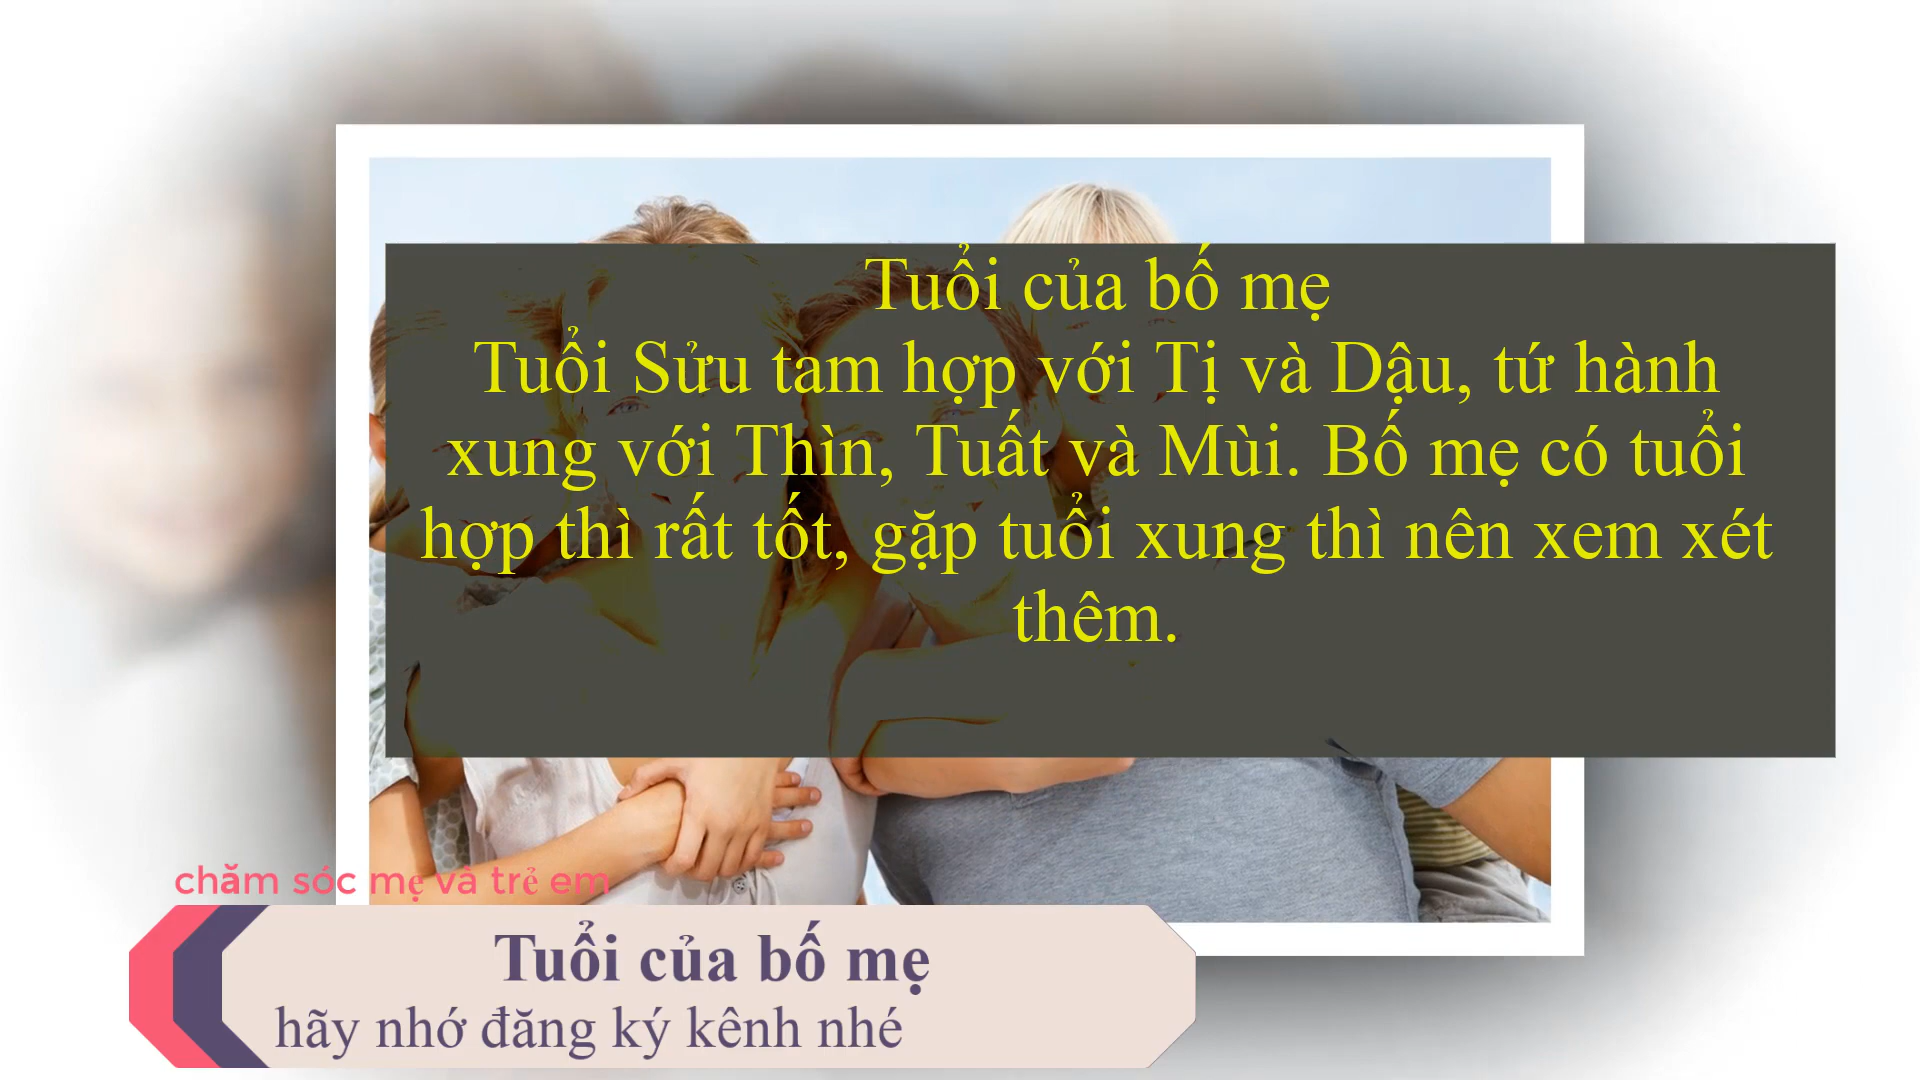 Tuổi của bố mẹ
Tuổi Sửu tam hợp với Tị và Dậu, tứ hành
xung với Thìn, Tuất và Mùi. Bố mẹ có tuổi
hợp thì rất tốt, gặp tuổi xung thì nên xem xét
thêm.
chăm sóc mẹ và trẻ em
Tuổi của bố mẹ
hãy nhớ đăng ký kênh nhé